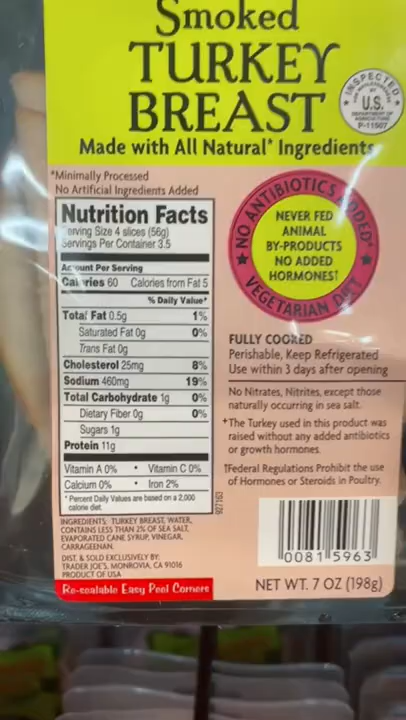 Smoked
TURKEY
BREAST
Made with All Natural* Ingredients
INSPECTED
FOR WHOLESOMENESS
BY
U.S.
DEPARTMENT OF
AGRICULTURE
P-11507
*Minimally Processed
No Artificial Ingredients Added
Nutrition Facts
Serving Size 4 slices (56g)
Servings Per Container 3.5
Amount Per Serving
Calories 60 Calories from Fat 5
% Daily Value*
Total Fat 0.5g 1%
Saturated Fat 0g 0%
Trans Fat 0g
Cholesterol 25mg 8%
Sodium 460mg 19%
Total Carbohydrate 1g 0%
Dietary Fiber 0g 0%
Sugars 1g
Protein 11g
Vitamin A 0% • Vitamin C 0%
Calcium 0% • Iron 2%
* Percent Daily Values are based on a 2,000
calorie diet.
INGREDIENTS: TURKEY BREAST, WATER,
CONTAINS LESS THAN 2% OF SEA SALT,
EVAPORATED CANE SYRUP, VINEGAR,
CARRAGEENAN.
DIST. & SOLD EXCLUSIVELY BY:
TRADER JOE'S, MONROVIA, CA 91016
PRODUCT OF USA
Re-sealable Easy Peel Corners
NO ANTIBIOTICS ADDED*
NEVER FED
ANIMAL
BY-PRODUCTS
NO ADDED
HORMONES†
VEGETARIAN DIET
FULLY COOKED
Perishable, Keep Refrigerated
Use within 3 days after opening
No Nitrates, Nitrites, except those
naturally occurring in sea salt.
*The Turkey used in this product was
raised without any added antibiotics
or growth hormones.
†Federal Regulations Prohibit the use
of Hormones or Steroids in Poultry.
0081 5963
NET WT. 7 OZ (198g)